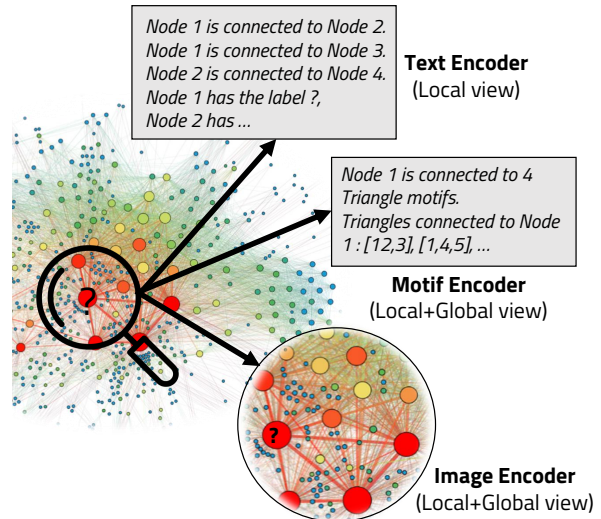 Node 1 is connected to Node 2.
Node 1 is connected to Node 3.
Node 2 is connected to Node 4.
Node 1 has the label ?,
Node 2 has ...
Text Encoder
(Local view)
Node 1 is connected to 4
Triangle motifs.
Triangles connected to Node
1 : [12,3], [1,4,5], ...
Motif Encoder
(Local+Global view)
?
?
Image Encoder
(Local+Global view)